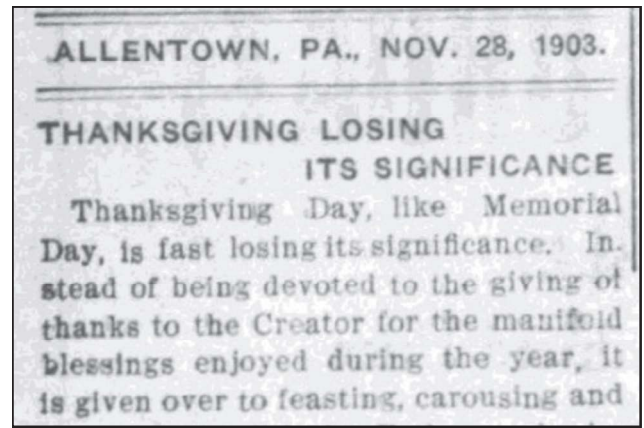 ALLENTOWN, PA., NOV. 28, 1903.
THANKSGIVING LOSING
ITS SIGNIFICANCE
Thanksgiving Day, like Memorial
Day, is fast losing its significance. In.
stead of being devoted to the giving of
thanks to the Creator for the manifold
blessings enjoyed during the year, it
is given over to feasting, carousing and